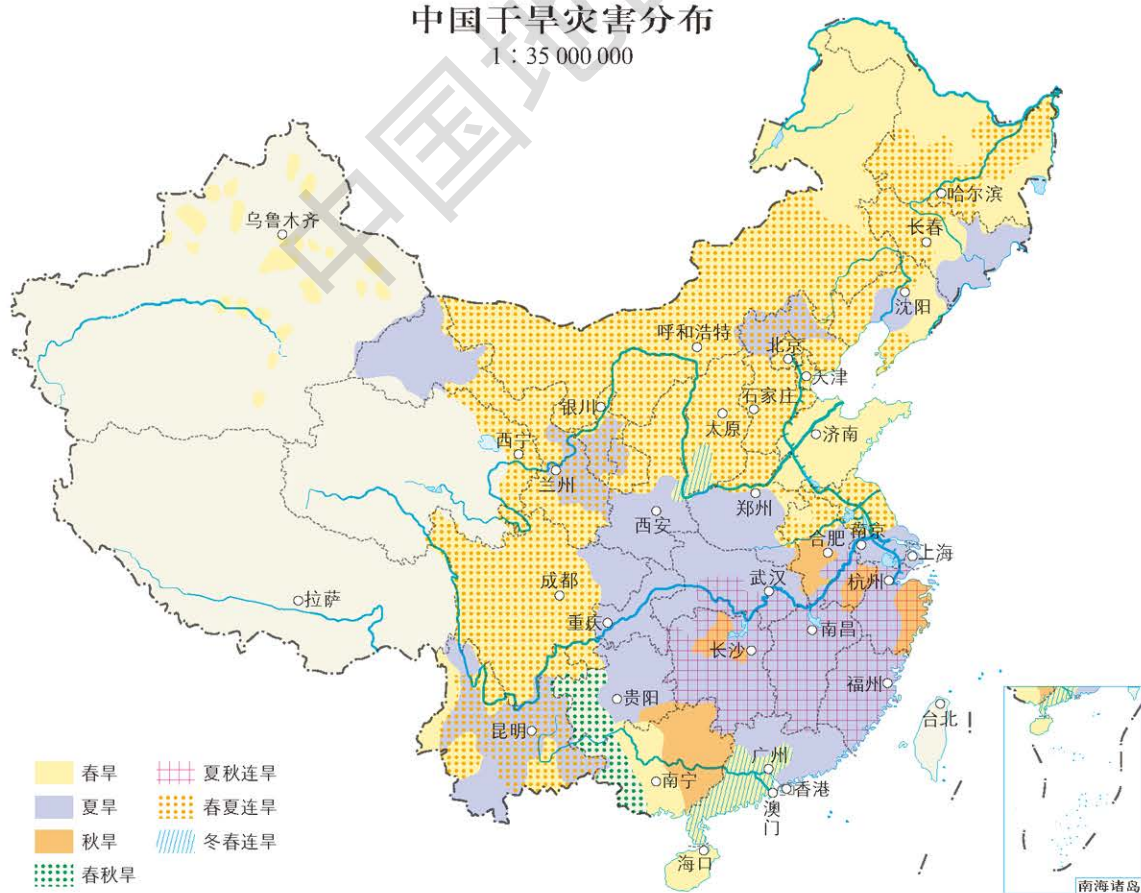 中国干旱灾害分布
1：35 000 000
中国地
乌鲁木齐
哈尔滨
长春
沈阳
呼和浩特
北京
天津
银川
石家庄
太原
西宁
济南
兰州
郑州
西安
合肥
南京
上海
成都
武汉
杭州
拉萨
重庆
南昌
长沙
福州
贵阳
台北
昆明
广州
南宁
香港
澳门
海口
春旱
夏秋连旱
夏旱
春夏连旱
秋旱
冬春连旱
春秋旱
南海诸岛